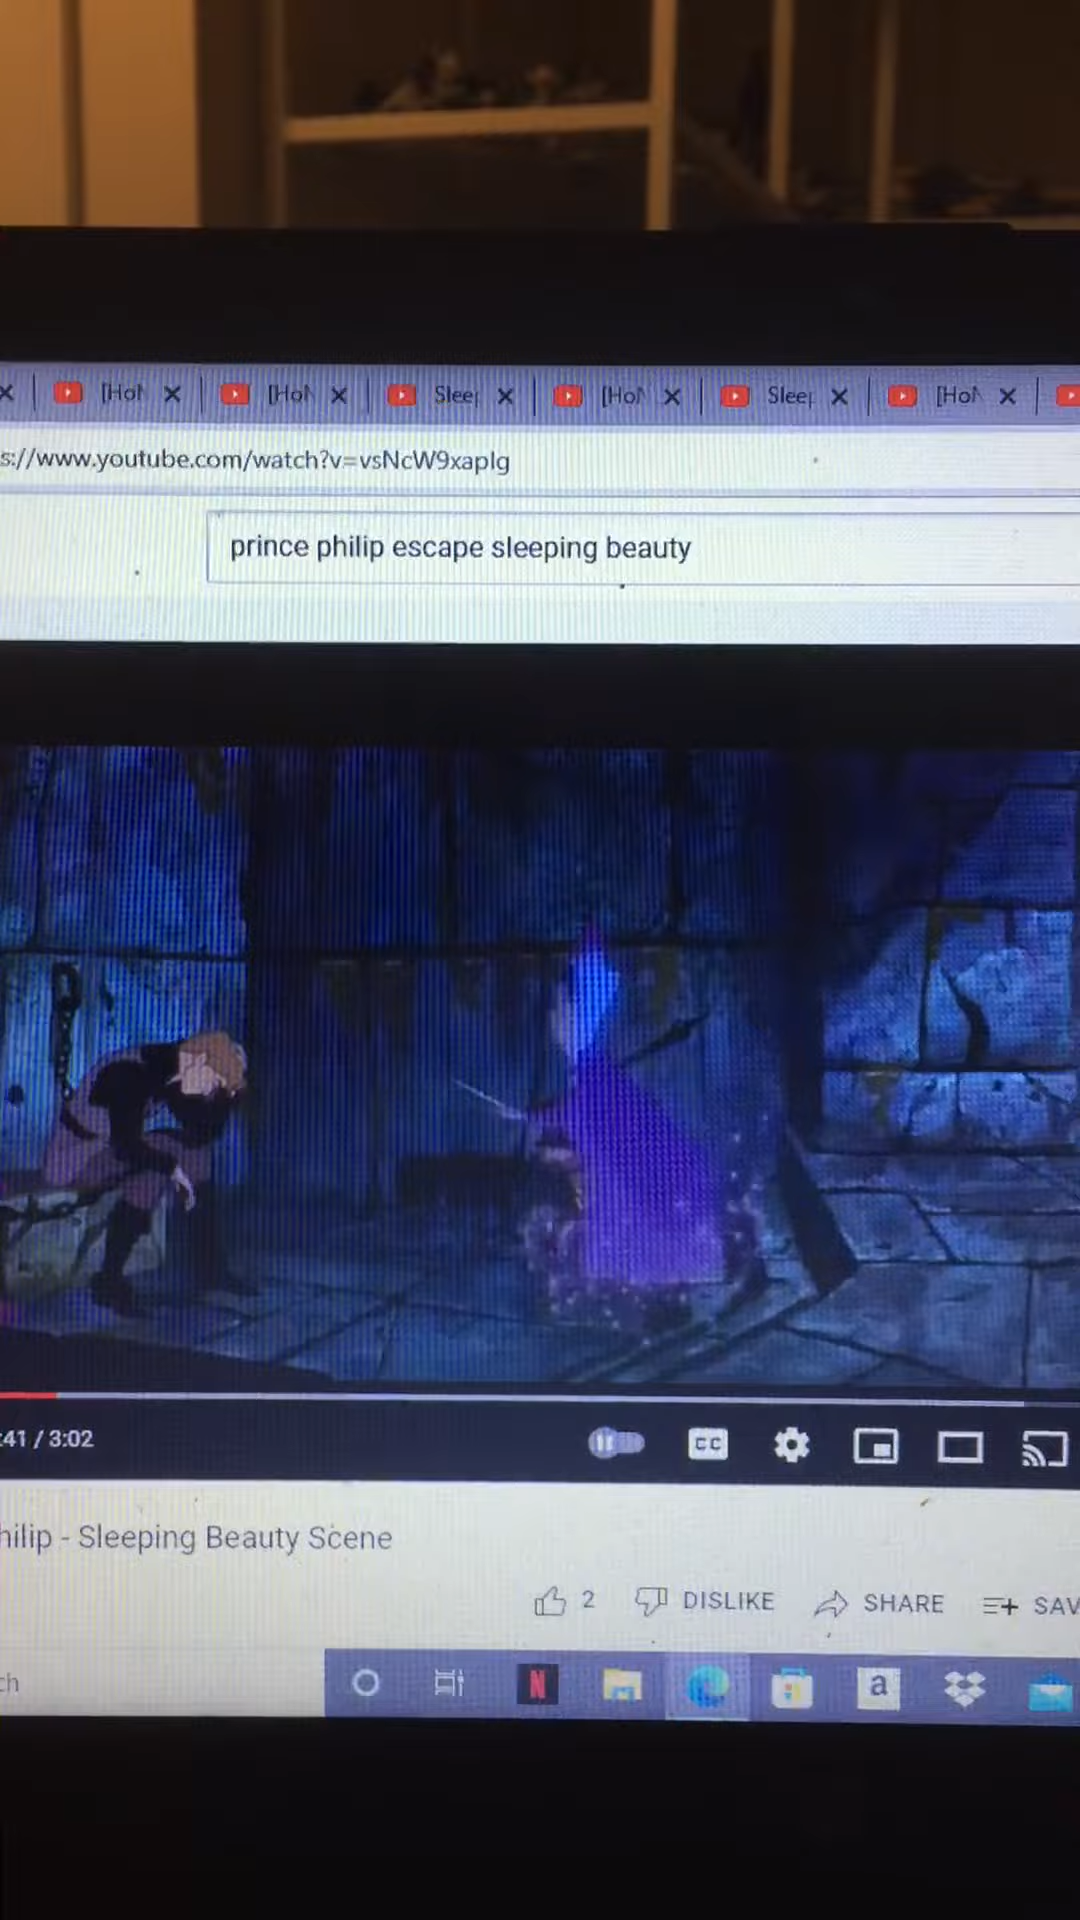 [Hol [Hol Slee [Hol Slee [Hol
s://www.youtube.com/watch?v=vsNcW9xaplg
prince philip escape sleeping beauty
:41 / 3:02
CC
hilip - Sleeping Beauty Scene
2 DISLIKE SHARE SAV
ch
N a